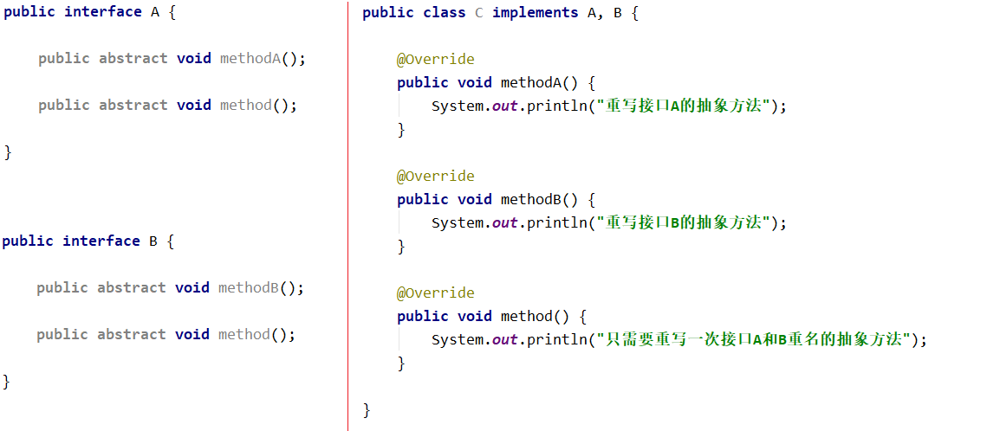 public interface A {
public abstract void methodA();
public abstract void method();
}
public interface B {
public abstract void methodB();
public abstract void method();
}
public class C implements A, B {
@Override
public void methodA() {
System.out.println("重写接口A的抽象方法");
}
@Override
public void methodB() {
System.out.println("重写接口B的抽象方法");
}
@Override
public void method() {
System.out.println("只需要重写一次接口A和B重名的抽象方法");
}
}